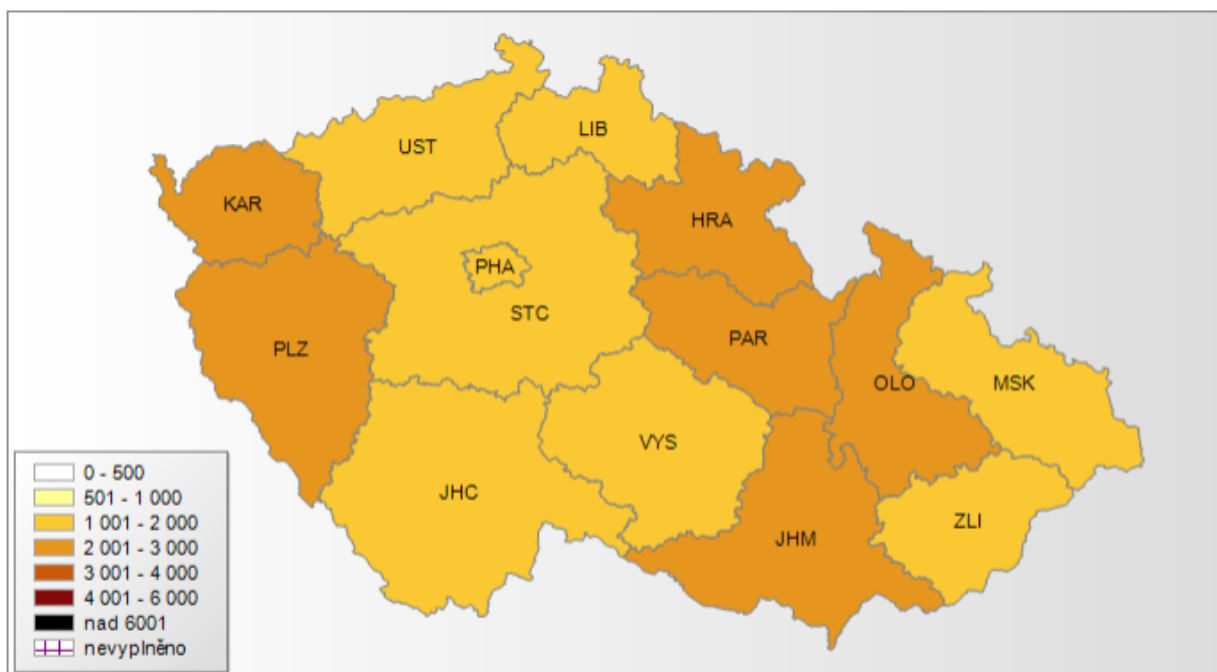 LIB
UST
KAR
HRA
PHA
STC
PAR
PLZ
OLO
MSK
VYS
JHC
ZLI
JHM
0 - 500
501 - 1 000
1 001 - 2 000
2 001 - 3 000
3 001 - 4 000
4 001 - 6 000
nad 6001
nevyplněno